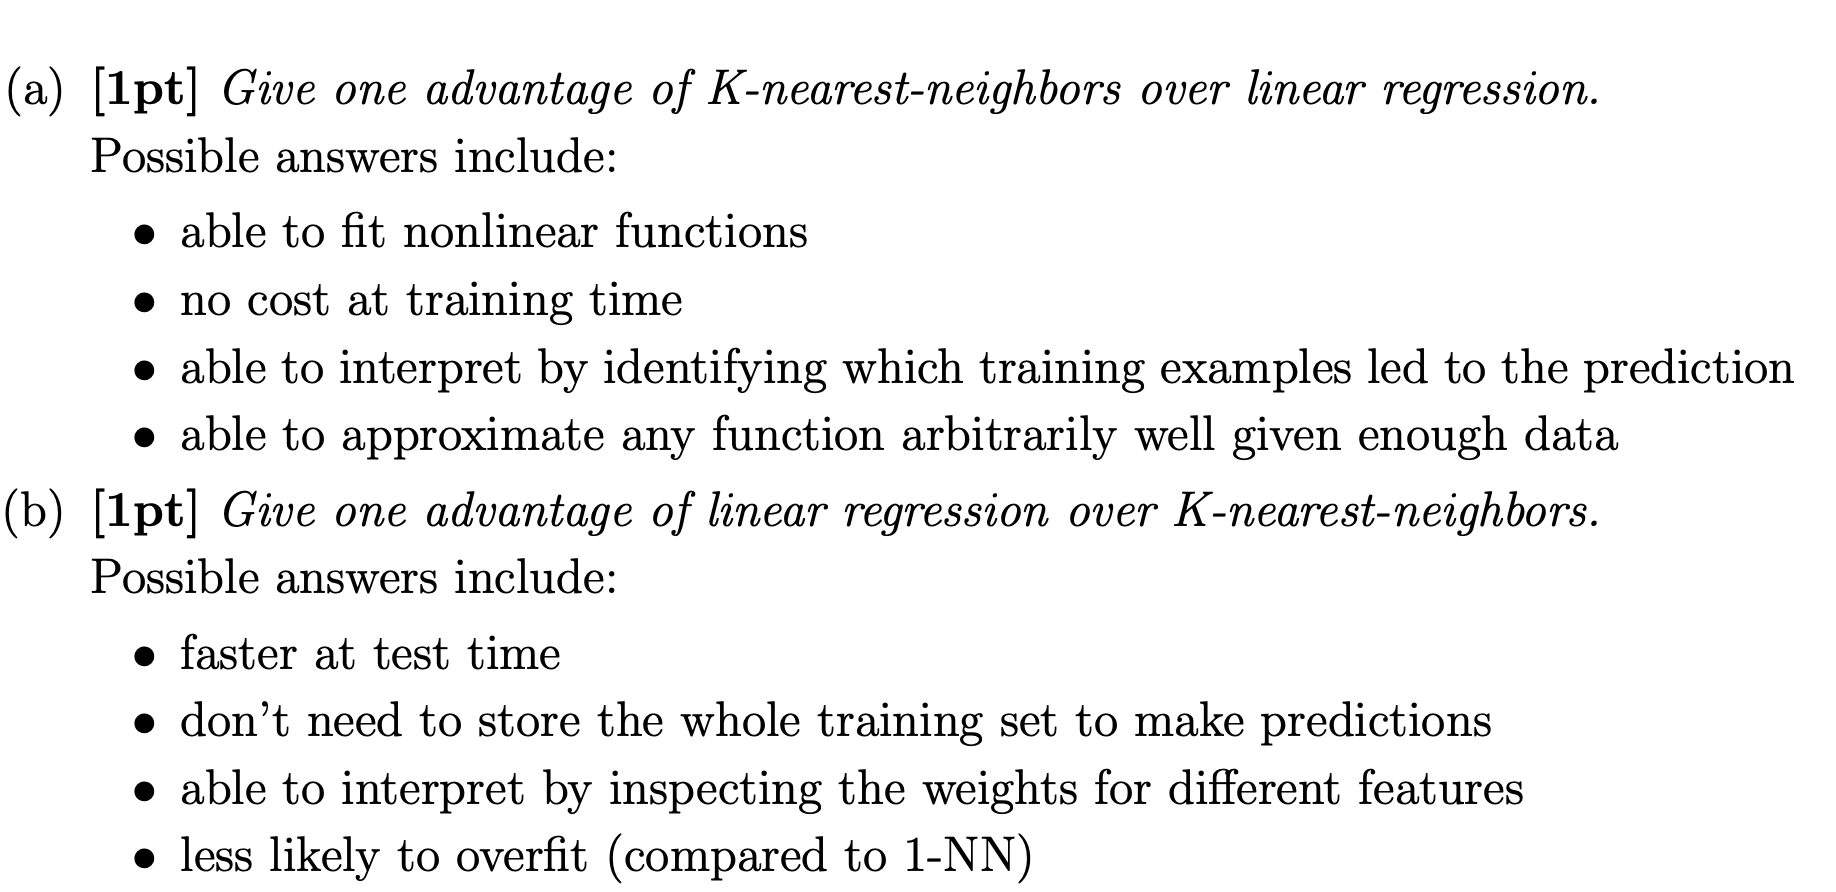 (a) [1pt] Give one advantage of K-nearest-neighbors over linear regression.
Possible answers include:
• able to fit nonlinear functions
• no cost at training time
• able to interpret by identifying which training examples led to the prediction
• able to approximate any function arbitrarily well given enough data
(b) [1pt] Give one advantage of linear regression over K-nearest-neighbors.
Possible answers include:
• faster at test time
• don’t need to store the whole training set to make predictions
• able to interpret by inspecting the weights for different features
• less likely to overfit (compared to 1-NN)